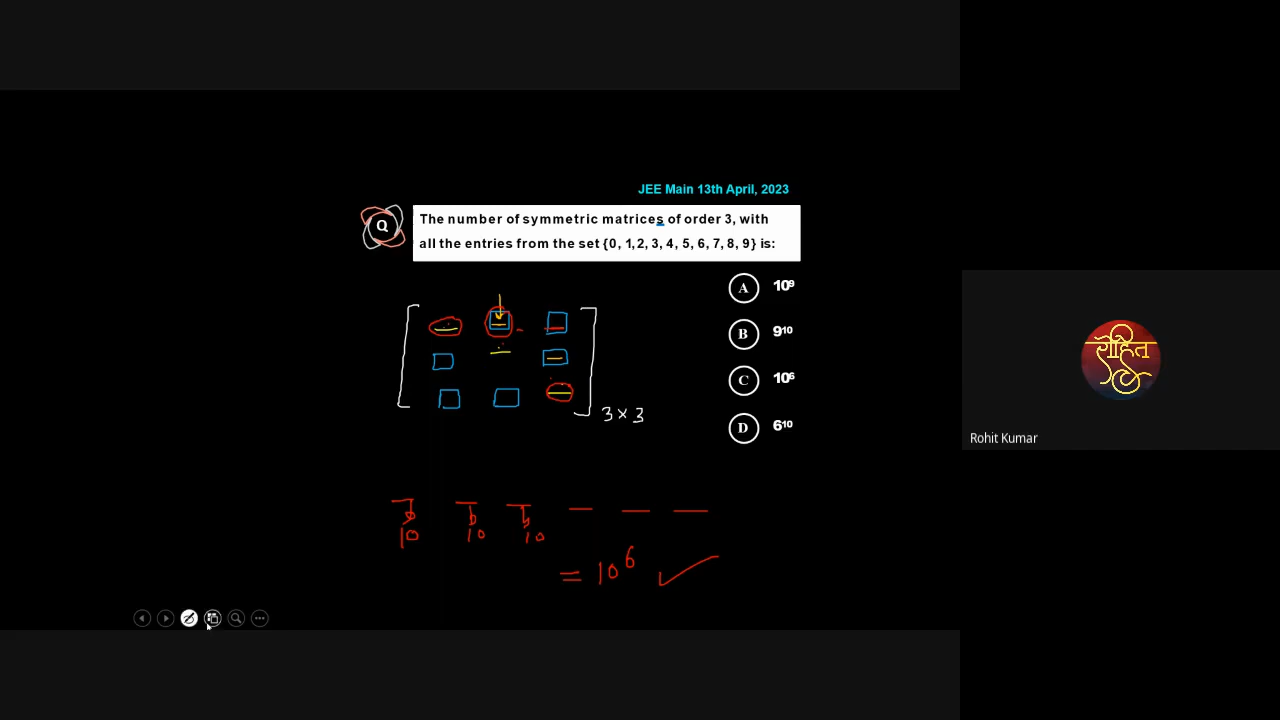 JEE Main 13th April, 2023
Q
The number of symmetric matrices of order 3, with
all the entries from the set {0, 1, 2, 3, 4, 5, 6, 7, 8, 9} is:
A 10⁹
B 9¹⁰
C 10⁶
D 6¹⁰
3 × 3
10 10 10
= 10⁶ ✓
रोहित
Rohit Kumar